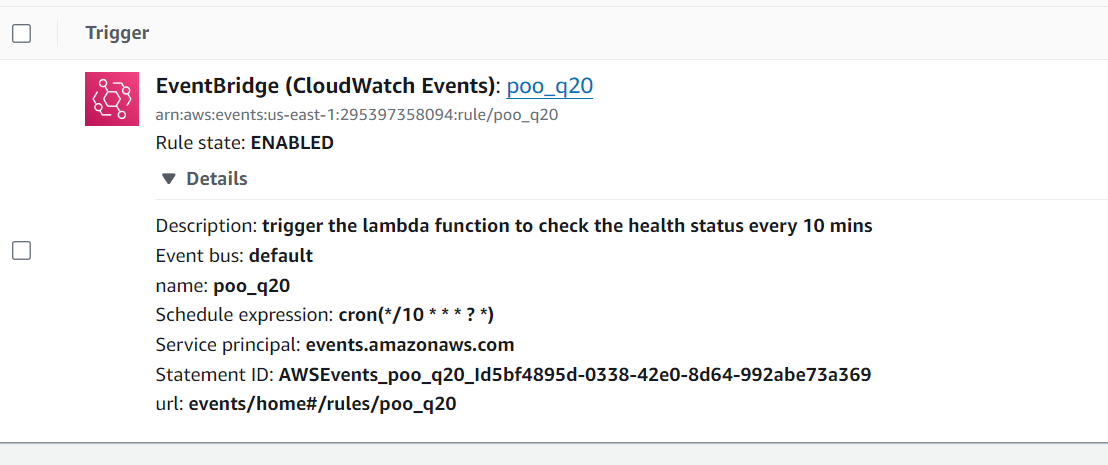 Trigger
EventBridge (CloudWatch Events): poo_q20
arn:aws:events:us-east-1:295397358094:rule/poo_q20
Rule state: ENABLED
▼ Details
Description: trigger the lambda function to check the health status every 10 mins
Event bus: default
name: poo_q20
Schedule expression: cron(*/10 * * * ? *)
Service principal: events.amazonaws.com
Statement ID: AWSEvents_poo_q20_Id5bf4895d-0338-42e0-8d64-992abe73a369
url: events/home#/rules/poo_q20